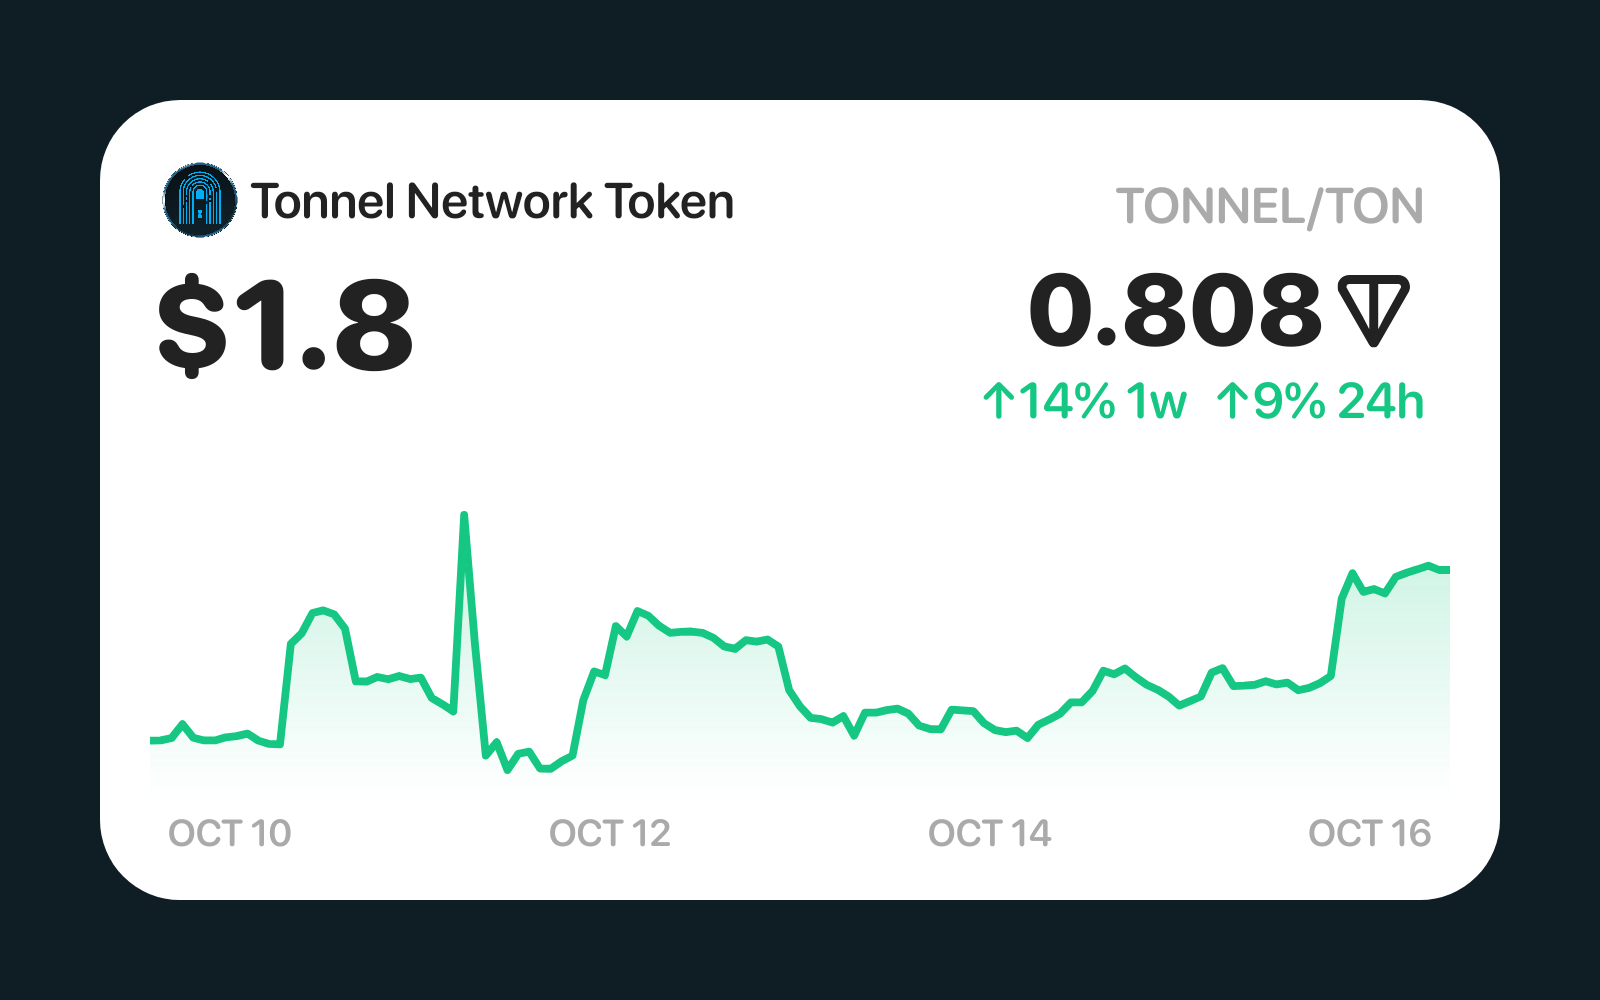 Tonnel Network Token
TONNEL/TON
$1.8
0.808
↑14% 1w ↑9% 24h
OCT 10
OCT 12
OCT 14
OCT 16